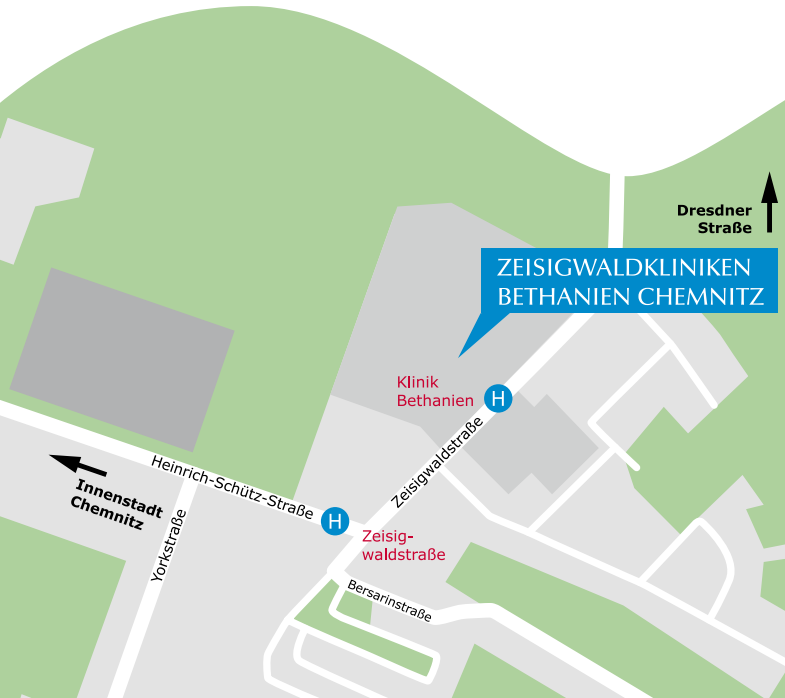 Dresdner
Straße
ZEISIGWALDKLINIKEN
BETHANIEN CHEMNITZ
Klinik
Bethanien
H
Zeisigwaldstraße
Heinrich-Schütz-Straße
H
Innenstadt
Chemnitz
Yorkstraße
Zeisig-
waldstraße
Bersarinstraße